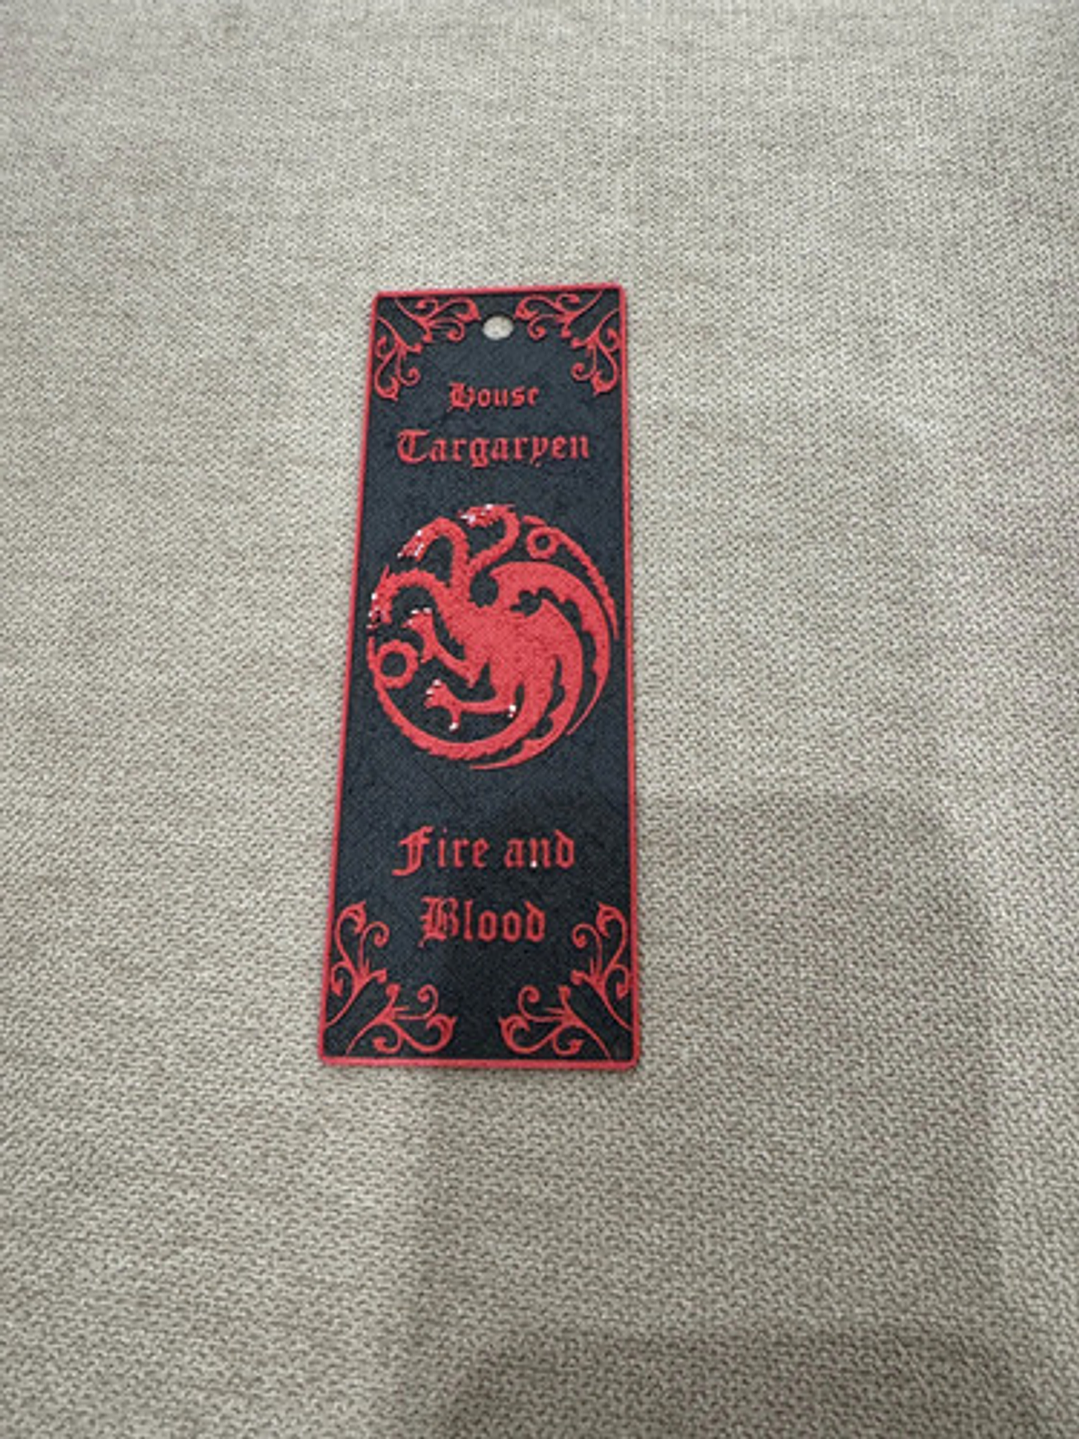 House
Targaryen
Fire and
Blood